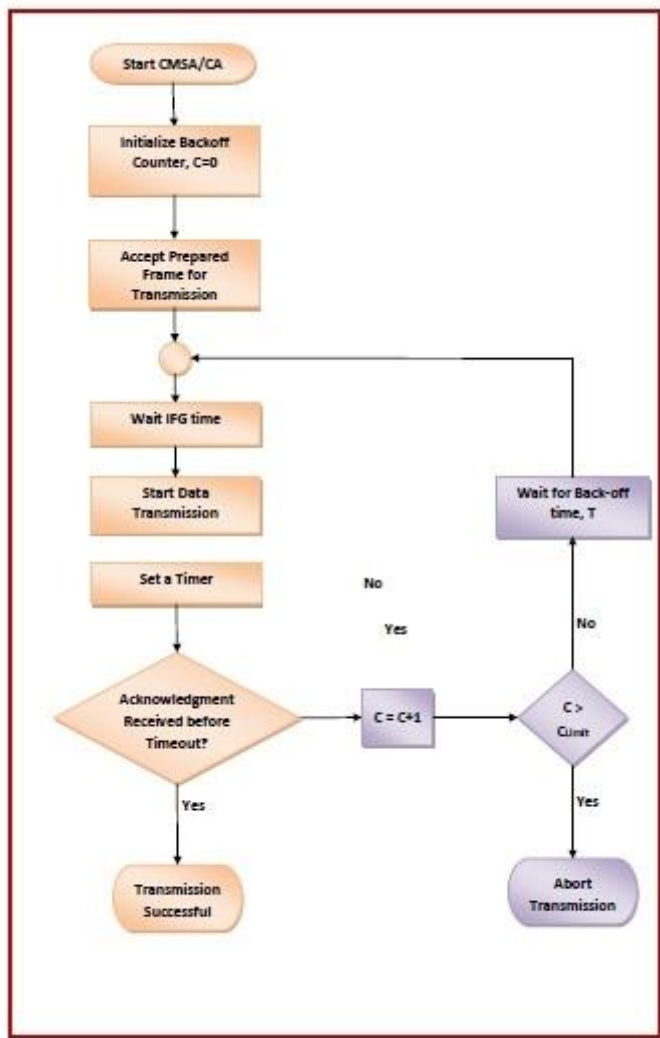 Start CMSA/CA
Initialize Backoff
Counter, C=0
Accept Prepared
Frame for
Transmission
Wait IFG time
Start Data
Transmission
Wait for Back-off
time, T
Set a Timer
No
Yes
No
Acknowledgment
Received before
Timeout?
C = C+1
C >
CLimit
Yes
Yes
Transmission
Successful
Abort
Transmission